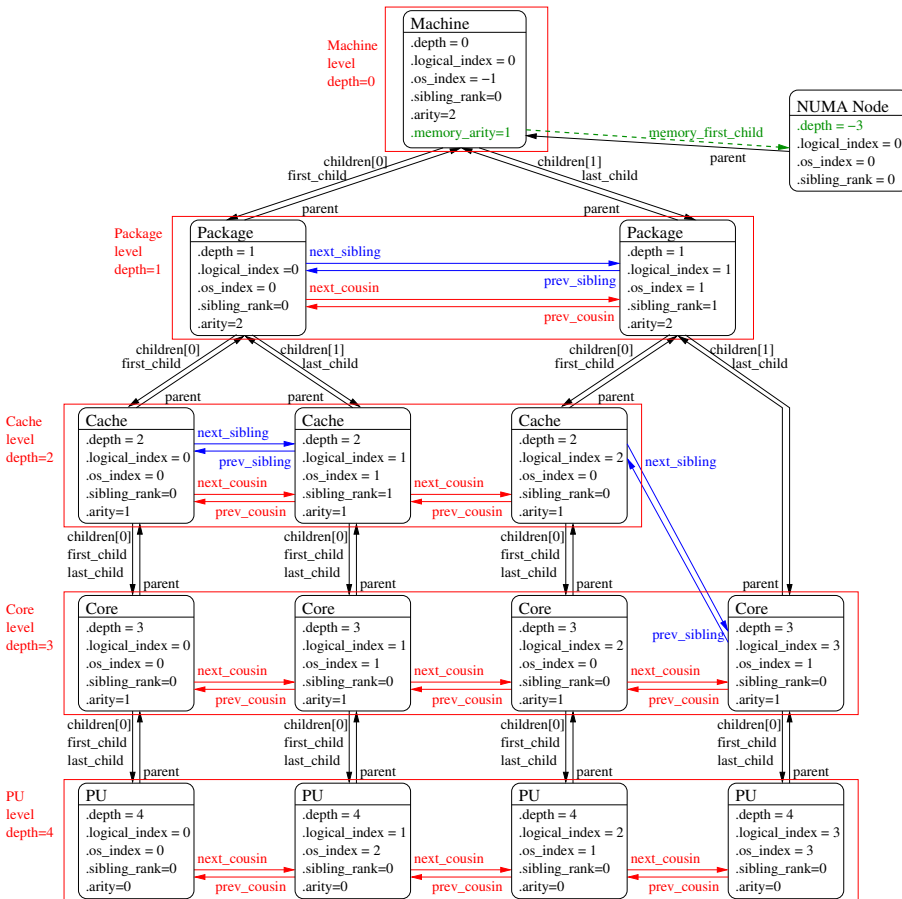 Machine
level
depth=0
Machine
.depth = 0
.logical_index = 0
.os_index = −1
.sibling_rank=0
.arity=2
.memory_arity=1
memory_first_child
parent
NUMA Node
.depth = −3
.logical_index = 0
.os_index = 0
.sibling_rank = 0
children[0]
first_child
parent
children[1]
last_child
parent
Package
level
depth=1
Package
.depth = 1
.logical_index =0
.os_index = 0
.sibling_rank=0
.arity=2
next_sibling
prev_sibling
next_cousin
prev_cousin
Package
.depth = 1
.logical_index = 1
.os_index = 1
.sibling_rank=1
.arity=2
children[0]
first_child
parent
children[1]
last_child
parent
children[0]
first_child
parent
children[1]
last_child
Cache
level
depth=2
Cache
.depth = 2
.logical_index = 0
.os_index = 0
.sibling_rank=0
.arity=1
next_sibling
prev_sibling
next_cousin
prev_cousin
Cache
.depth = 2
.logical_index = 1
.os_index = 1
.sibling_rank=1
.arity=1
next_cousin
prev_cousin
Cache
.depth = 2
.logical_index = 2
.os_index = 0
.sibling_rank=0
.arity=1
next_sibling
prev_sibling
children[0]
first_child
last_child
parent
children[0]
first_child
last_child
parent
children[0]
first_child
last_child
parent
parent
Core
level
depth=3
Core
.depth = 3
.logical_index = 0
.os_index = 0
.sibling_rank=0
.arity=1
next_cousin
prev_cousin
Core
.depth = 3
.logical_index = 1
.os_index = 1
.sibling_rank=0
.arity=1
next_cousin
prev_cousin
Core
.depth = 3
.logical_index = 2
.os_index = 0
.sibling_rank=0
.arity=1
next_cousin
prev_cousin
Core
.depth = 3
.logical_index = 3
.os_index = 1
.sibling_rank=0
.arity=1
children[0]
first_child
last_child
parent
children[0]
first_child
last_child
parent
children[0]
first_child
last_child
parent
children[0]
first_child
last_child
parent
PU
level
depth=4
PU
.depth = 4
.logical_index = 0
.os_index = 0
.sibling_rank=0
.arity=0
next_cousin
prev_cousin
PU
.depth = 4
.logical_index = 1
.os_index = 2
.sibling_rank=0
.arity=0
next_cousin
prev_cousin
PU
.depth = 4
.logical_index = 2
.os_index = 1
.sibling_rank=0
.arity=0
next_cousin
prev_cousin
PU
.depth = 4
.logical_index = 3
.os_index = 3
.sibling_rank=0
.arity=0